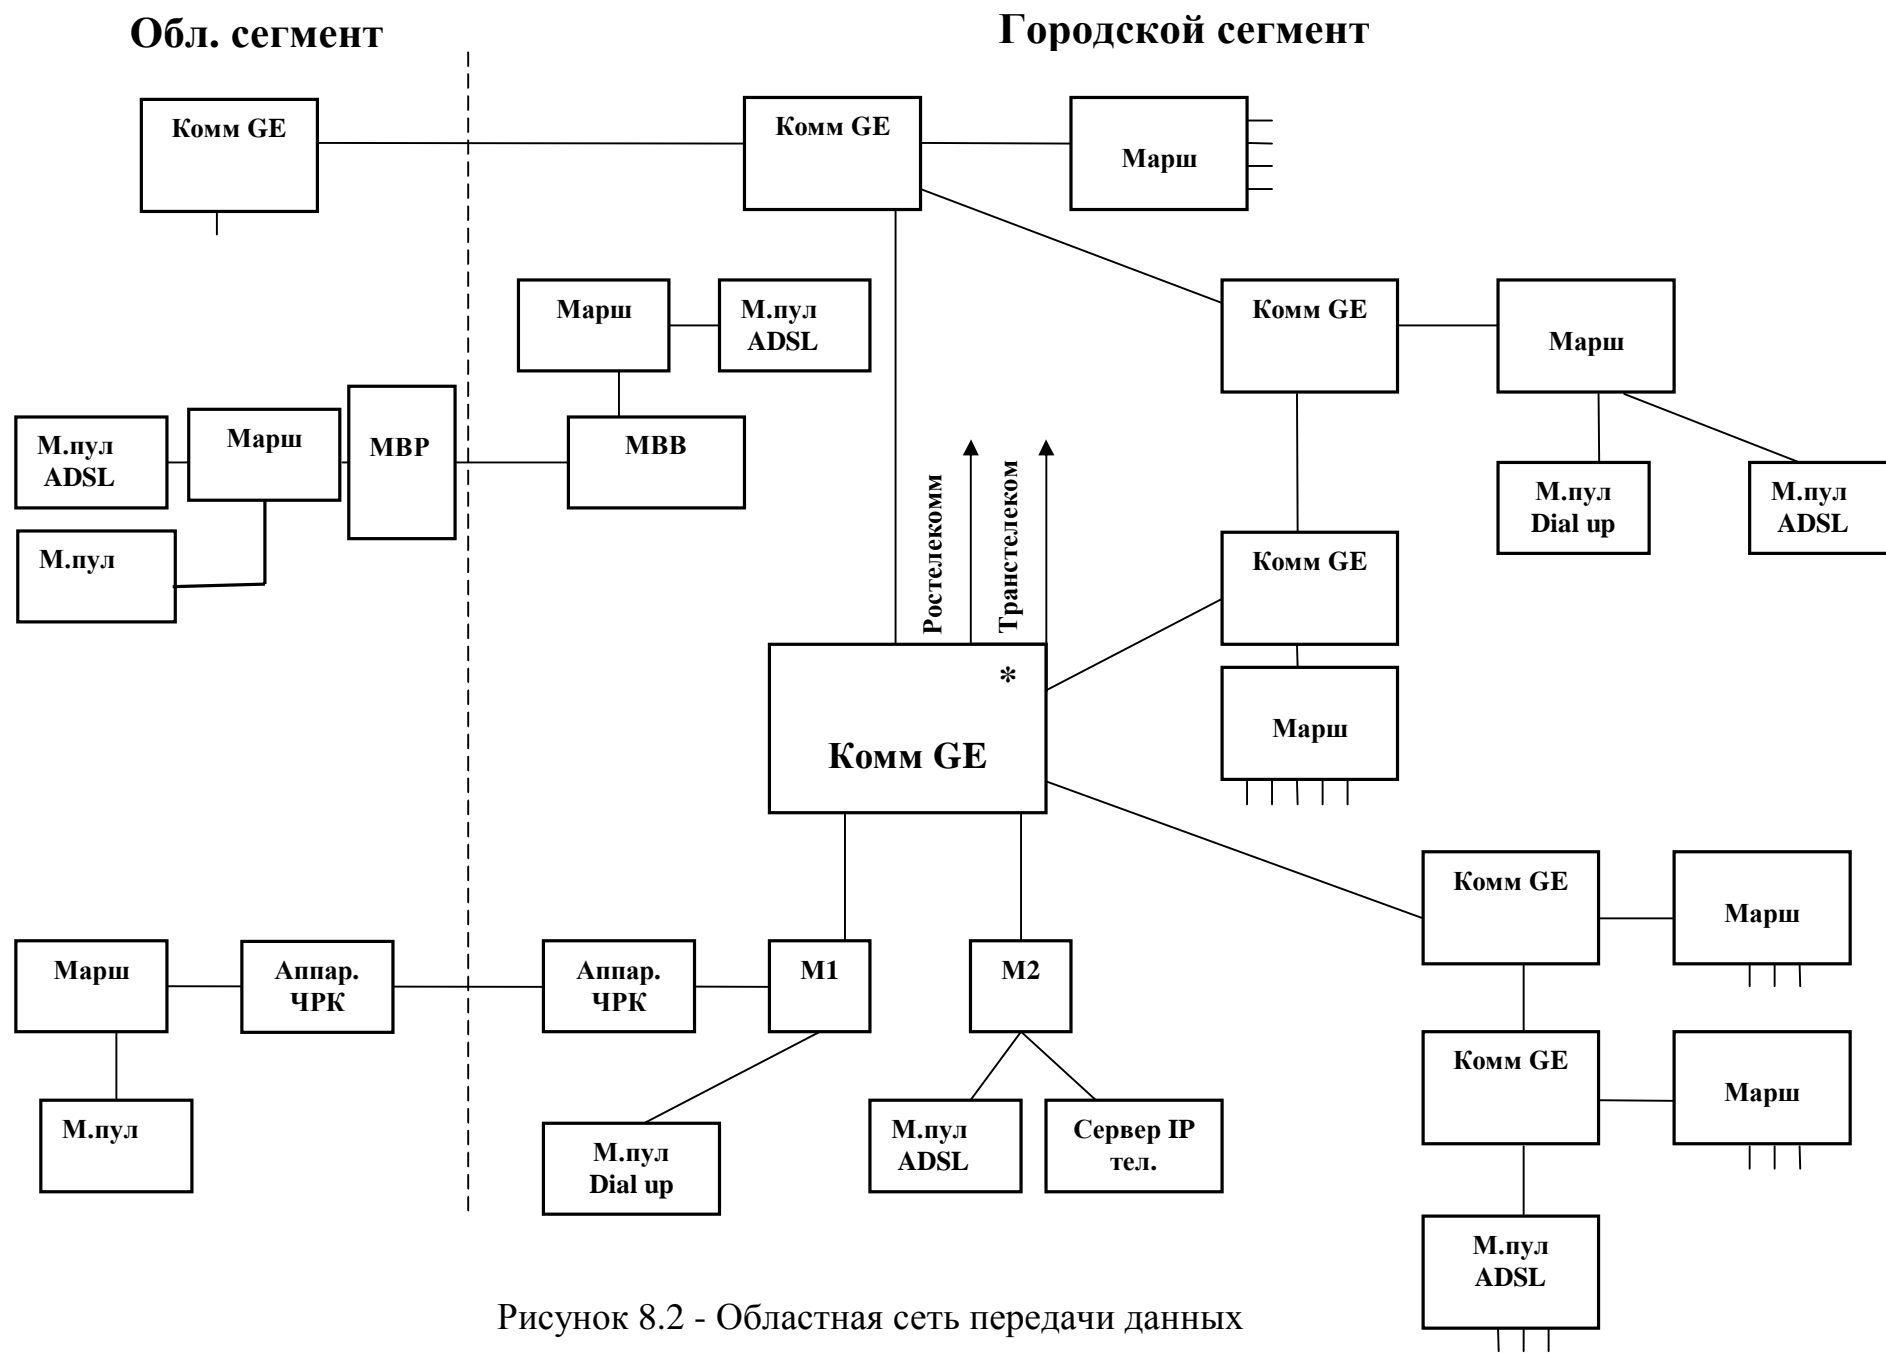 Обл. сегмент
Городской сегмент
Комм GE
Комм GE
Марш
Марш
М.пул
ADSL
Комм GE
Марш
М.пул
ADSL
Марш
МВР
МВВ
М.пул
Dial up
М.пул
ADSL
М.пул
Ростелекомм
Транстелеком
Комм GE
*
Комм GE
Марш
Комм GE
Марш
Марш
Аппар.
ЧРК
Аппар.
ЧРК
М1
М2
Комм GE
Марш
М.пул
М.пул
Dial up
М.пул
ADSL
Сервер IP
тел.
М.пул
ADSL
Рисунок 8.2 - Областная сеть передачи данных